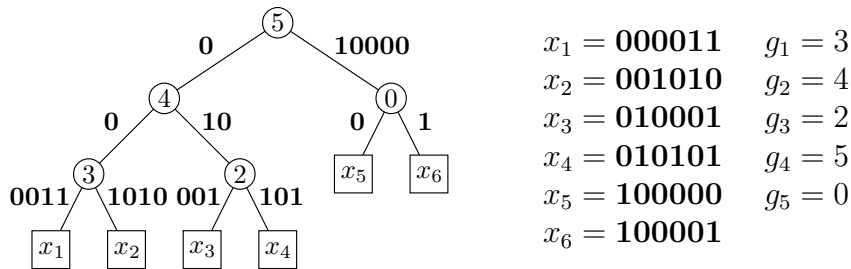 5
0 10000
4 0
0 10 0 1
3 2 x₅ x₆
0011 1010 001 101
x₁ x₂ x₃ x₄
x₁ = 000011 g₁ = 3
x₂ = 001010 g₂ = 4
x₃ = 010001 g₃ = 2
x₄ = 010101 g₄ = 5
x₅ = 100000 g₅ = 0
x₆ = 100001